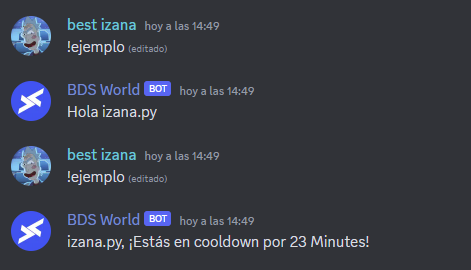 best izana hoy a las 14:49
!ejemplo (editado)
BDS World BOT hoy a las 14:49
Hola izana.py
best izana hoy a las 14:49
!ejemplo (editado)
BDS World BOT hoy a las 14:49
izana.py, ¡Estás en cooldown por 23 Minutes!